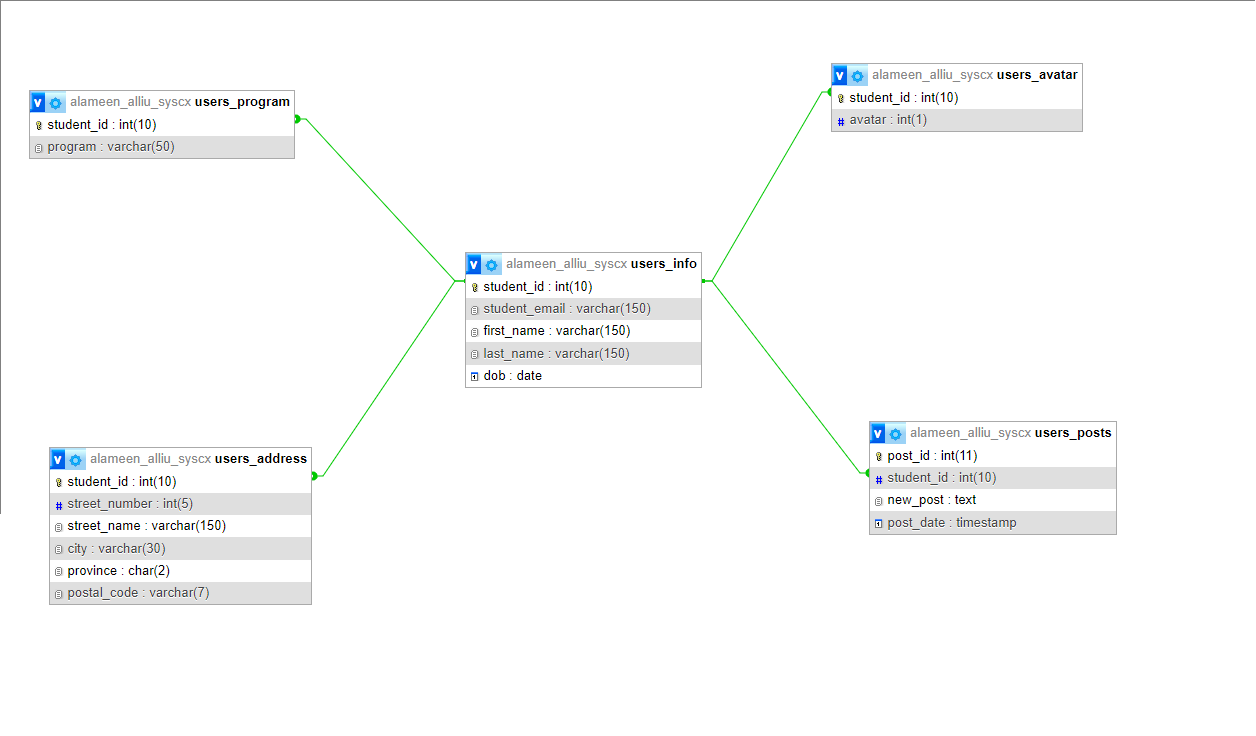 alameen_alliu_syscx users_program
student_id : int(10)
program : varchar(50)
alameen_alliu_syscx users_avatar
student_id : int(10)
avatar : int(1)
alameen_alliu_syscx users_info
student_id : int(10)
student_email : varchar(150)
first_name : varchar(150)
last_name : varchar(150)
dob : date
alameen_alliu_syscx users_address
student_id : int(10)
street_number : int(5)
street_name : varchar(150)
city : varchar(30)
province : char(2)
postal_code : varchar(7)
alameen_alliu_syscx users_posts
post_id : int(11)
student_id : int(10)
new_post : text
post_date : timestamp